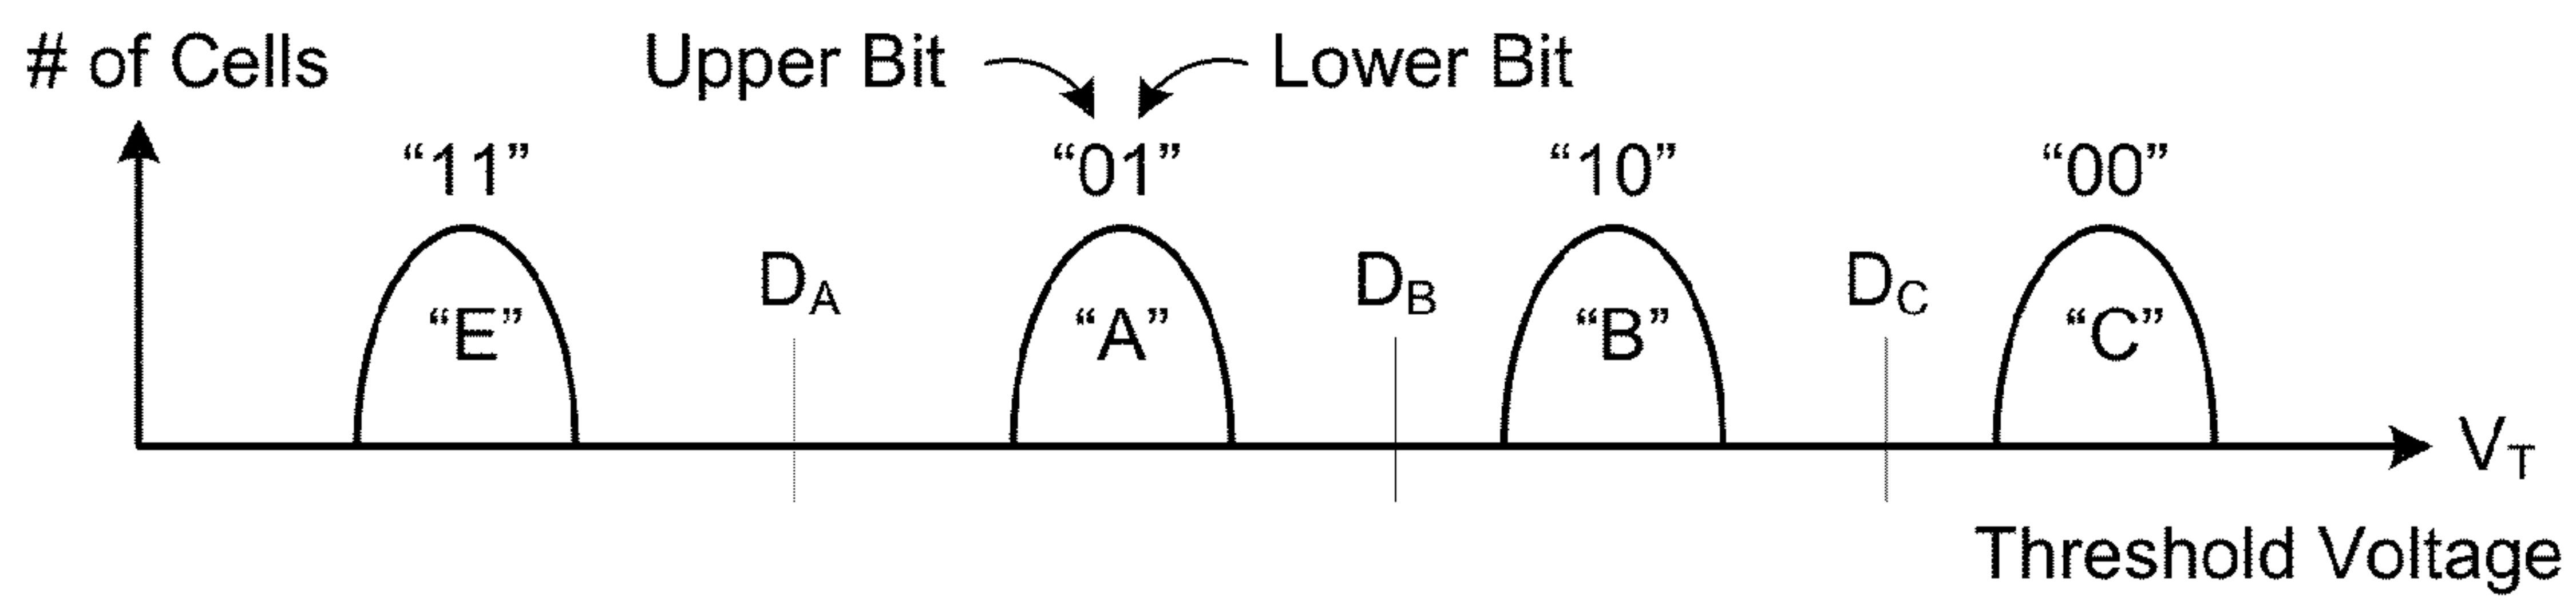 # of Cells
Upper Bit
Lower Bit
“11”
“01”
“10”
“00”
DA
DB
DC
“E”
“A”
“B”
“C”
VT
Threshold Voltage